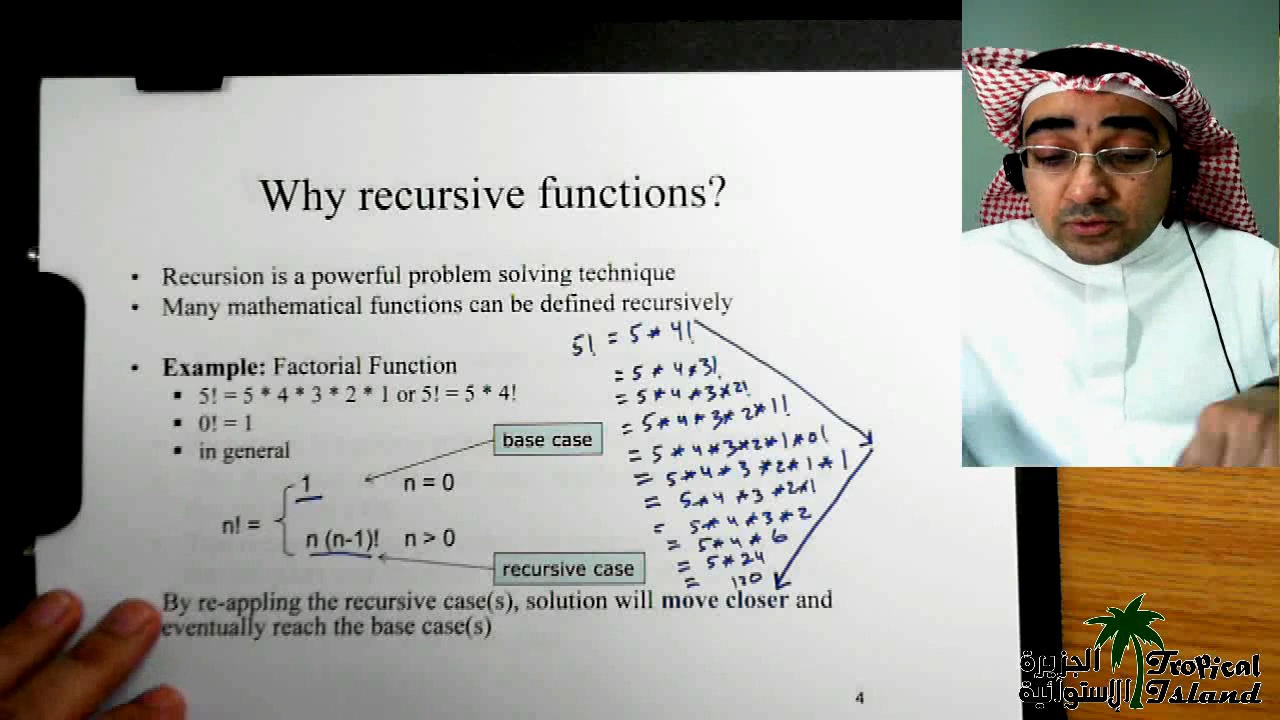 Why recursive functions?
• Recursion is a powerful problem solving technique
• Many mathematical functions can be defined recursively
• Example: Factorial Function
▪ 5! = 5 * 4 * 3 * 2 * 1 or 5! = 5 * 4!
▪ 0! = 1
▪ in general
base case
1 n = 0
n! =
n (n-1)! n > 0
recursive case
By re-appling the recursive case(s), solution will move closer and
eventually reach the base case(s)
5! = 5 * 4!
= 5 * 4 * 3!
= 5 * 4 * 3 * 2!
= 5 * 4 * 3 * 2 * 1!
= 5 * 4 * 3 * 2 * 1 * 0!
= 5 * 4 * 3 * 2 * 1 * 1
= 5 * 4 * 3 * 2 * 1
= 5 * 4 * 3 * 2
= 5 * 4 * 6
= 5 * 24
= 120
4
الجزيرة
الإستوائية
Tropical
Island